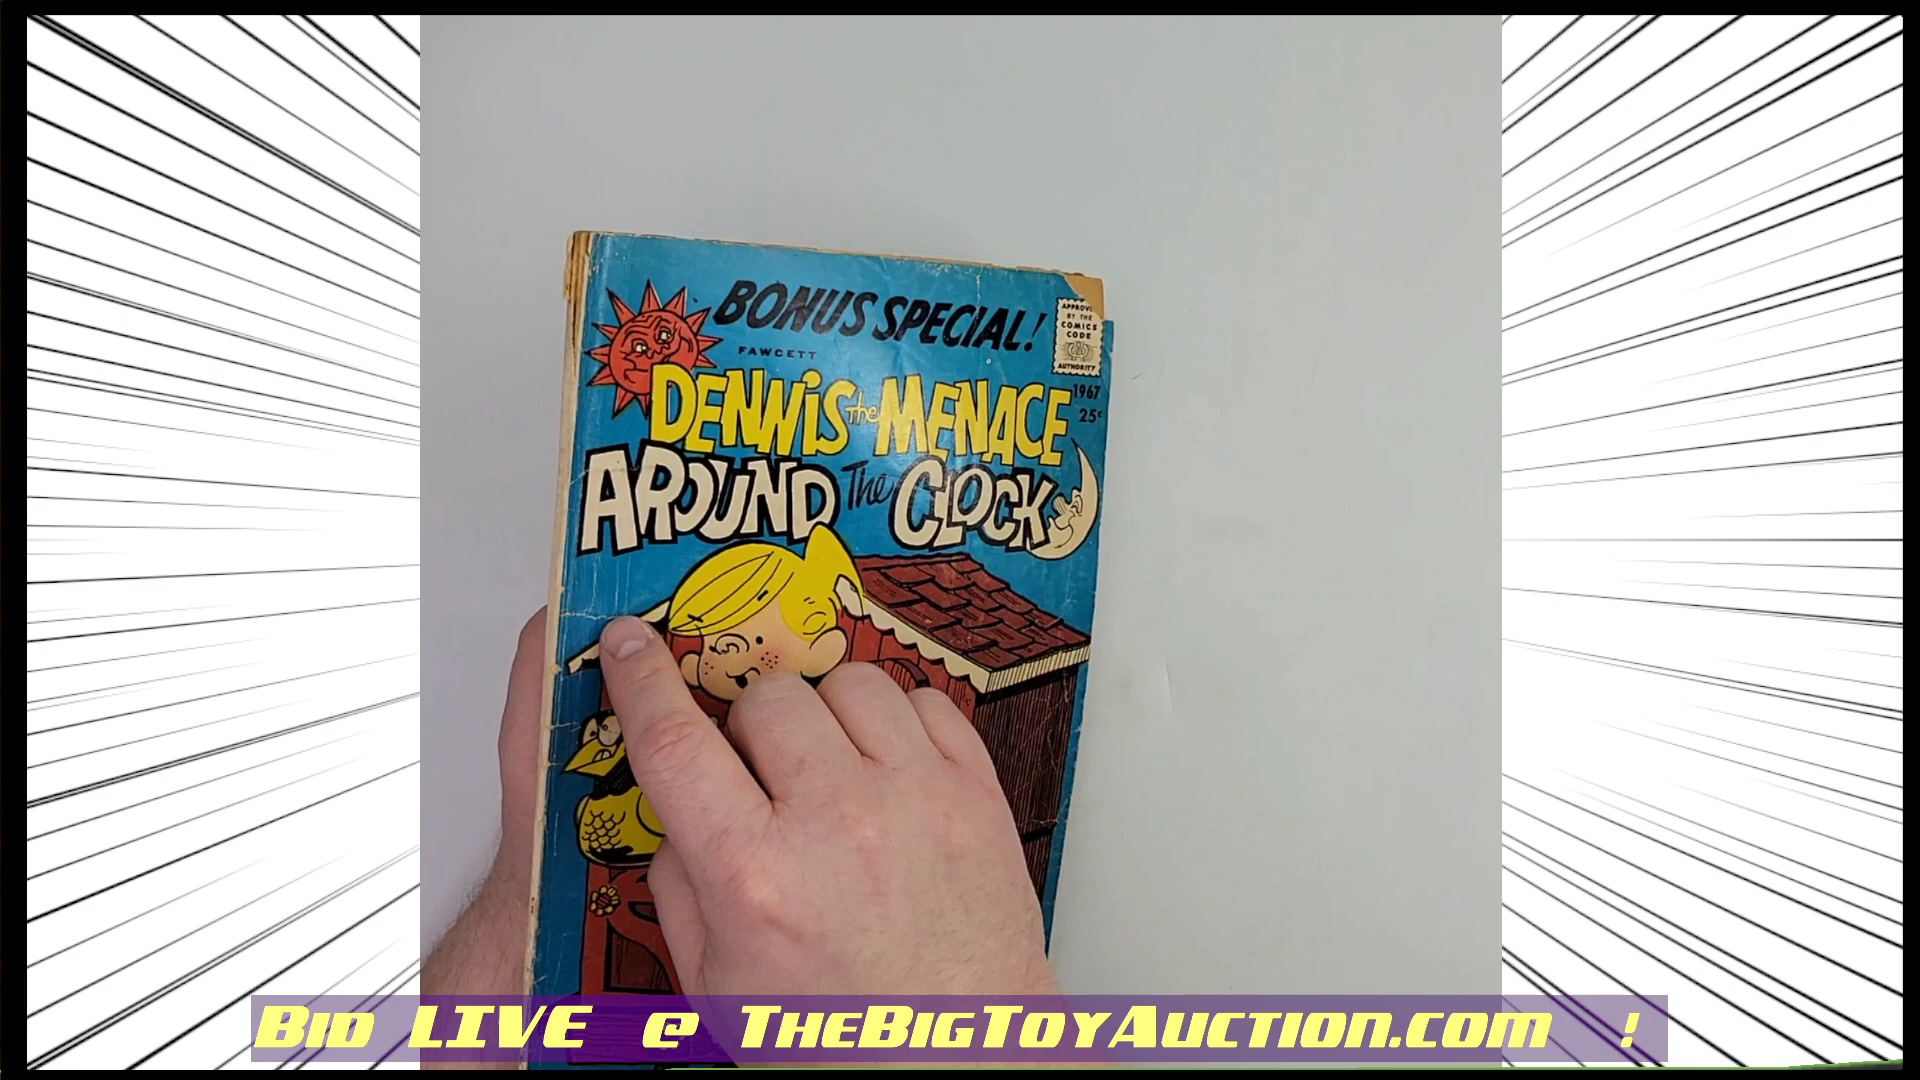 BONUS SPECIAL!
FAWCETT
APPROV
BY THE
COMICS
CODE
AUTHORITY
DENNIS the MENACE
1967
25¢
AROUND The CLOCK
Bid LIVE @ TheBigToyAuction.com !